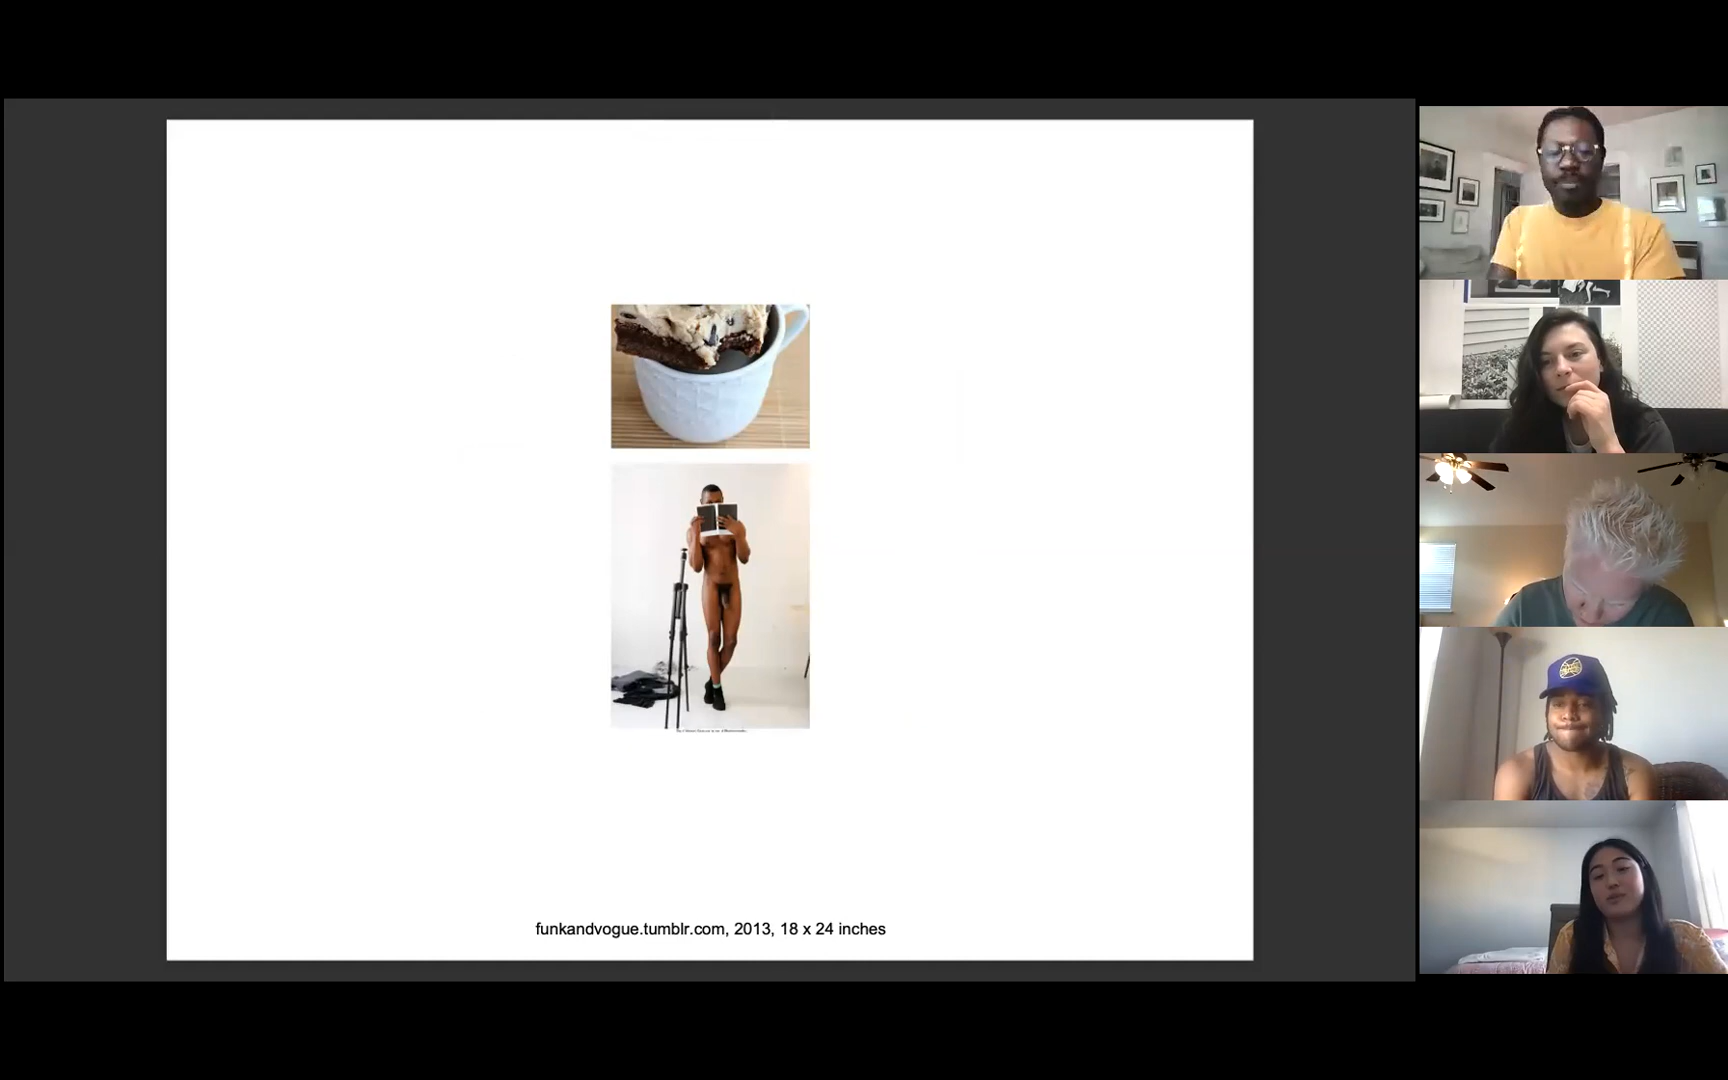 funkandvogue.tumblr.com, 2013, 18 x 24 inches